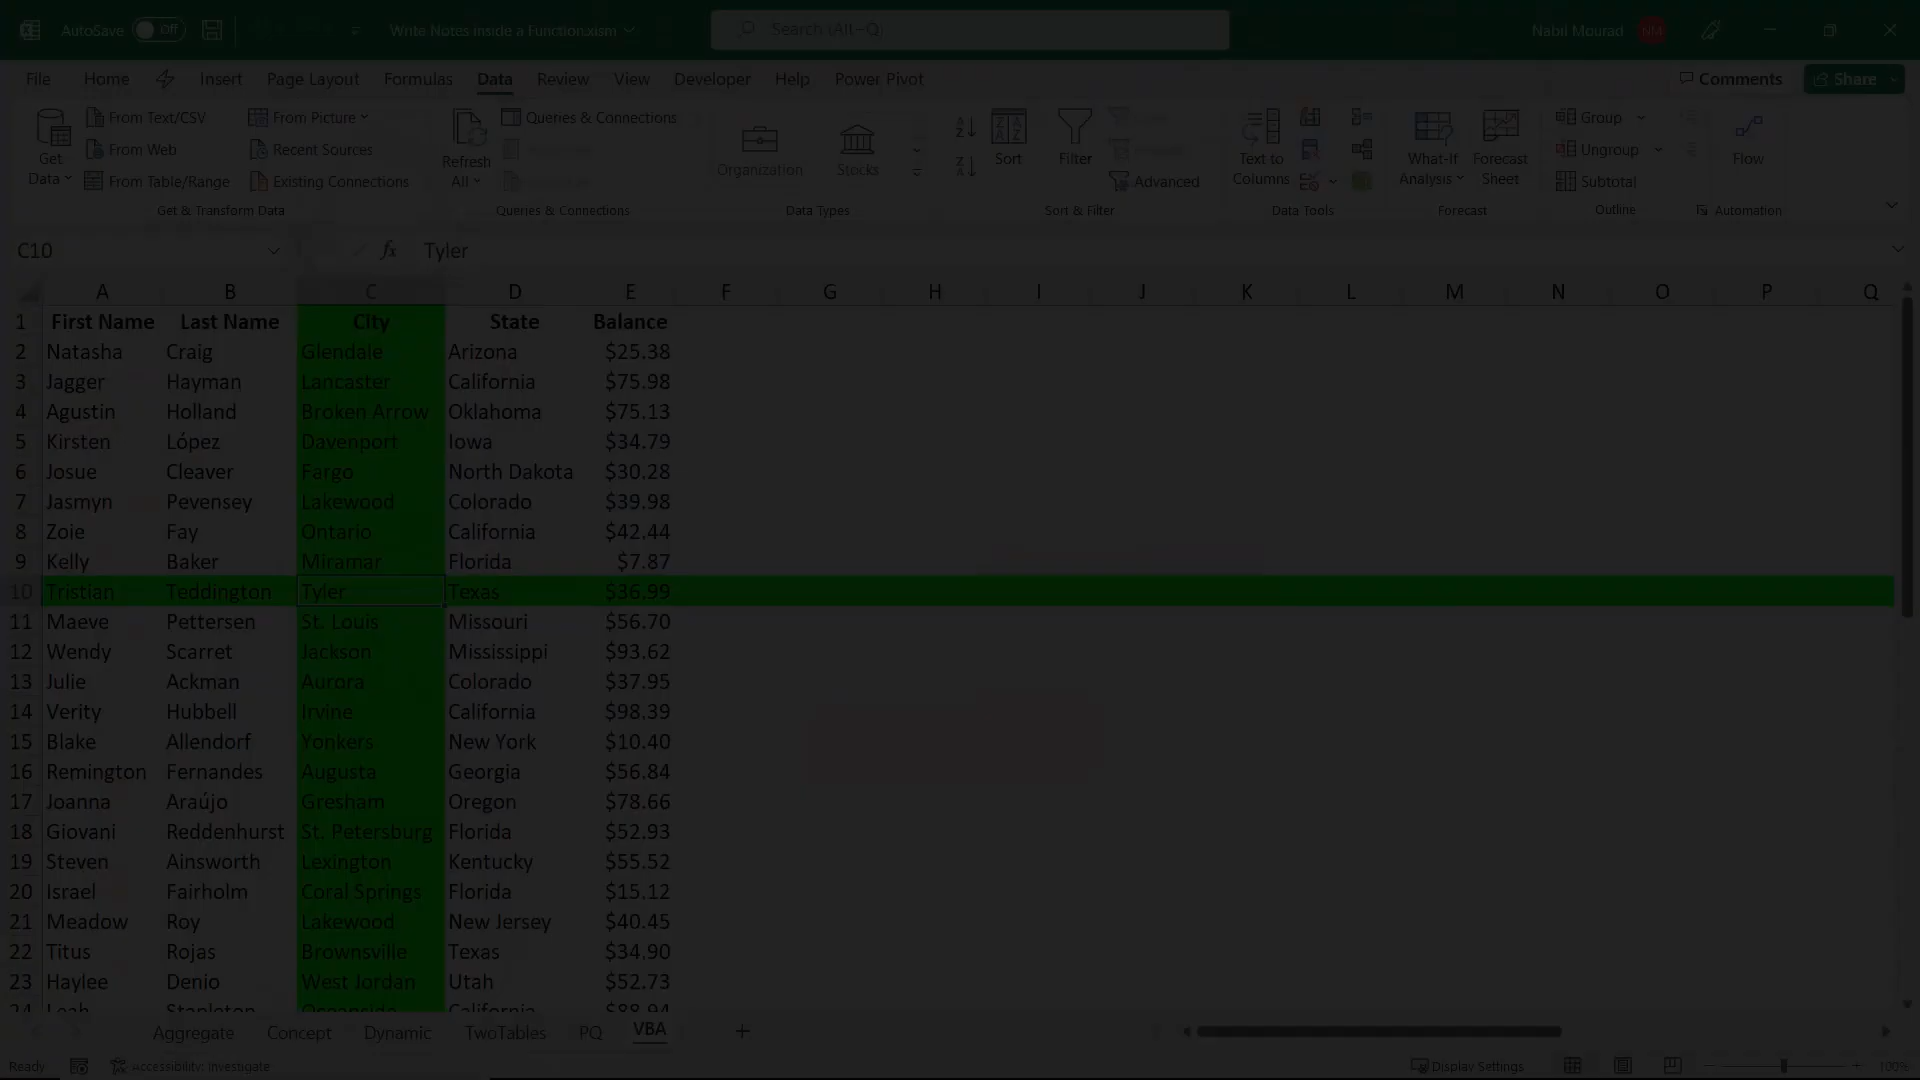 AutoSave Off Write Notes inside a Function.xlsm Search (Alt+Q) Nabil Mourad NM
File Home Insert Page Layout Formulas Data Review View Developer Help Power Pivot Comments Share
Get Data From Text/CSV From Web From Table/Range From Picture Recent Sources Existing Connections
Get & Transform Data
Refresh All Queries & Connections
Queries & Connections
Organization Stocks
Data Types
Sort Filter Advanced
Sort & Filter
Text to Columns
Data Tools
What-If Analysis Forecast Sheet
Forecast
Group Ungroup Subtotal
Outline
Flow
Automation
C10 fx Tyler
A B C D E F G H I J K L M N O P Q
1 First Name Last Name City State Balance
2 Natasha Craig Glendale Arizona $25.38
3 Jagger Hayman Lancaster California $75.98
4 Agustin Holland Broken Arrow Oklahoma $75.13
5 Kirsten López Davenport Iowa $34.79
6 Josue Cleaver Fargo North Dakota $30.28
7 Jasmyn Pevensey Lakewood Colorado $39.98
8 Zoie Fay Ontario California $42.44
9 Kelly Baker Miramar Florida $7.87
10 Tristian Teddington Tyler Texas $36.99
11 Maeve Pettersen St. Louis Missouri $56.70
12 Wendy Scarret Jackson Mississippi $93.62
13 Julie Ackman Aurora Colorado $37.95
14 Verity Hubbell Irvine California $98.39
15 Blake Allendorf Yonkers New York $10.40
16 Remington Fernandes Augusta Georgia $56.84
17 Joanna Araújo Gresham Oregon $78.66
18 Giovani Reddenhurst St. Petersburg Florida $52.93
19 Steven Ainsworth Lexington Kentucky $55.52
20 Israel Fairholm Coral Springs Florida $15.12
21 Meadow Roy Lakewood New Jersey $40.45
22 Titus Rojas Brownsville Texas $34.90
23 Haylee Denio West Jordan Utah $52.73
24 Leah Stapleton Oceanside California $88.94
Aggregate Concept Dynamic TwoTables PQ VBA
Ready Accessibility: Investigate Display Settings 100%